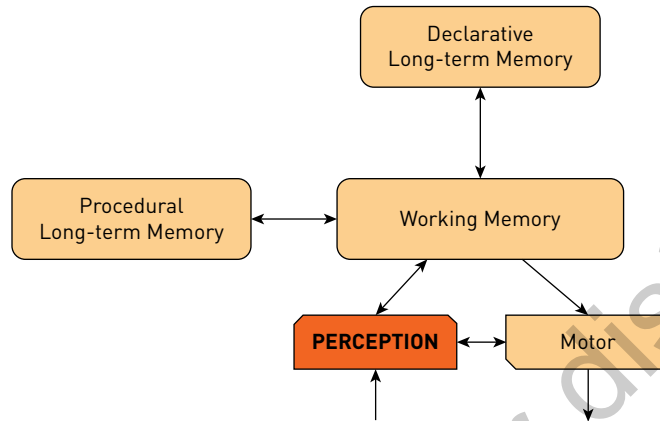 Declarative
Long-term Memory
Procedural
Long-term Memory
Working Memory
PERCEPTION
Motor